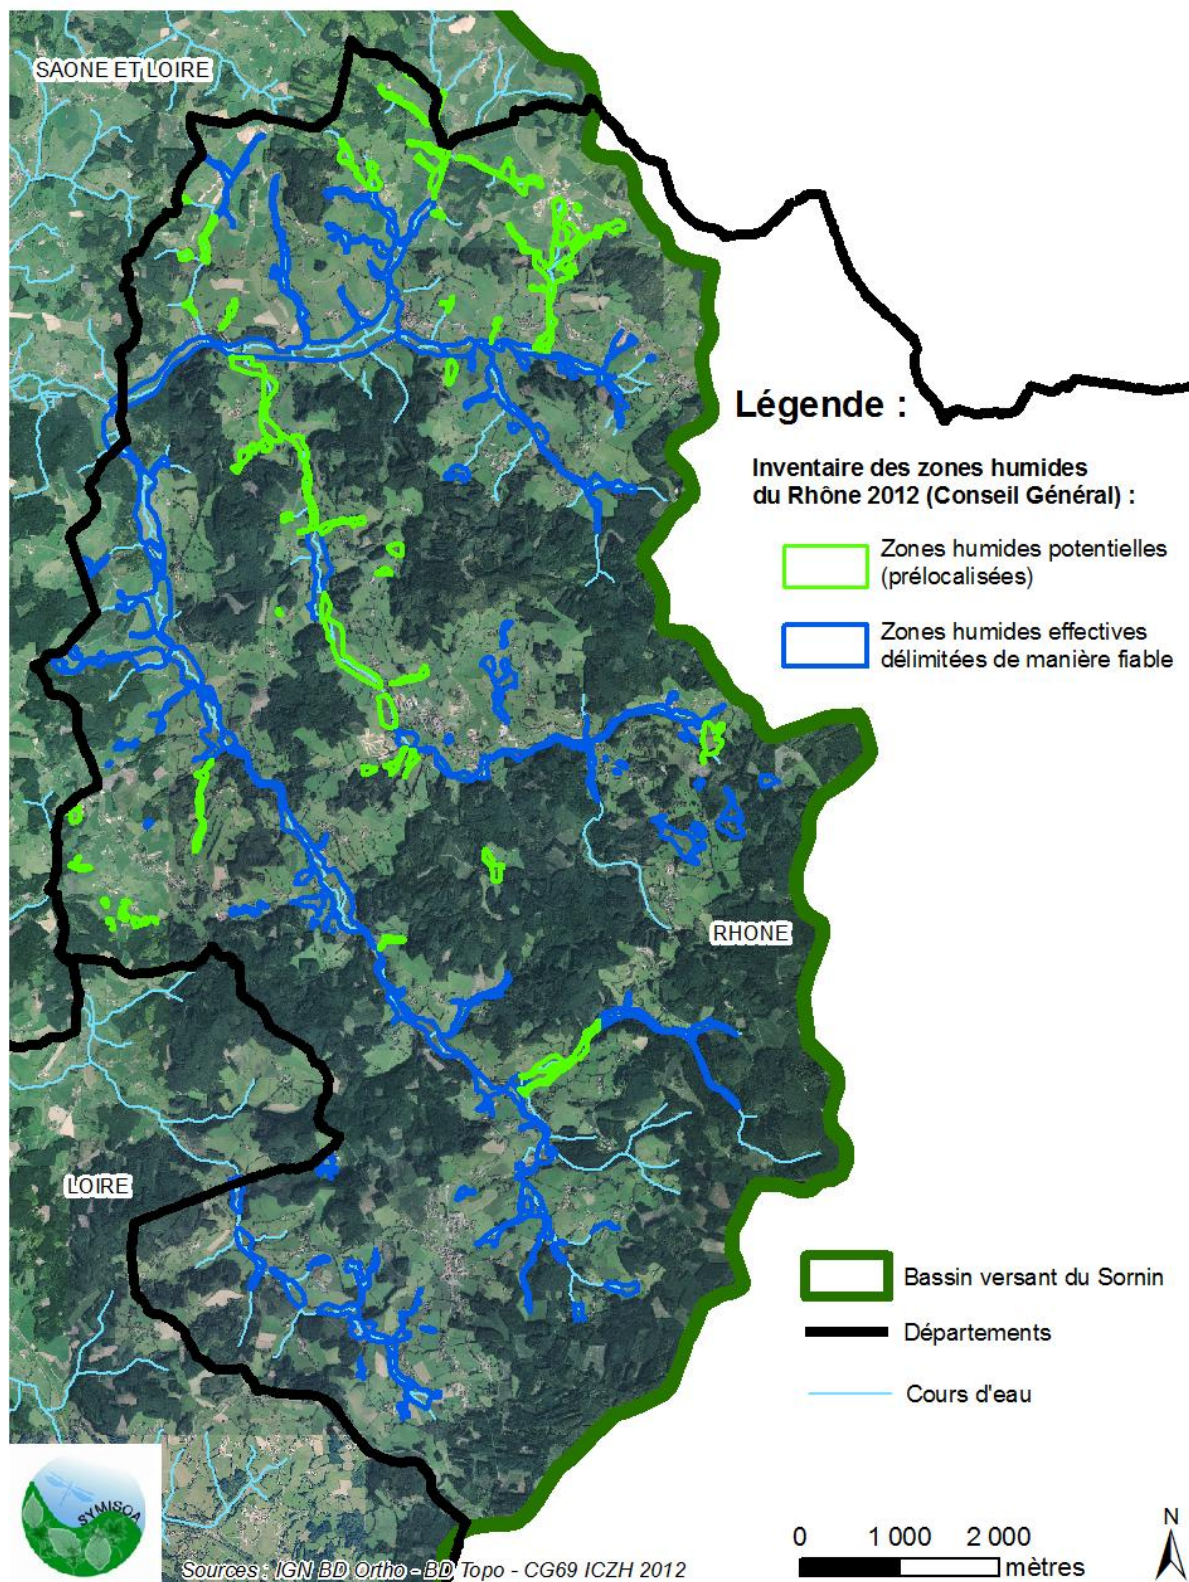 SAONE ET LOIRE
Légende :
Inventaire des zones humides
du Rhône 2012 (Conseil Général) :
Zones humides potentielles
(prélocalisées)
Zones humides effectives
délimitées de manière fiable
RHONE
LOIRE
Bassin versant du Sornin
Départements
Cours d'eau
SYMISOA
Sources : IGN BD Ortho - BD Topo - CG69 ICZH 2012
0 1 000 2 000
mètres
N